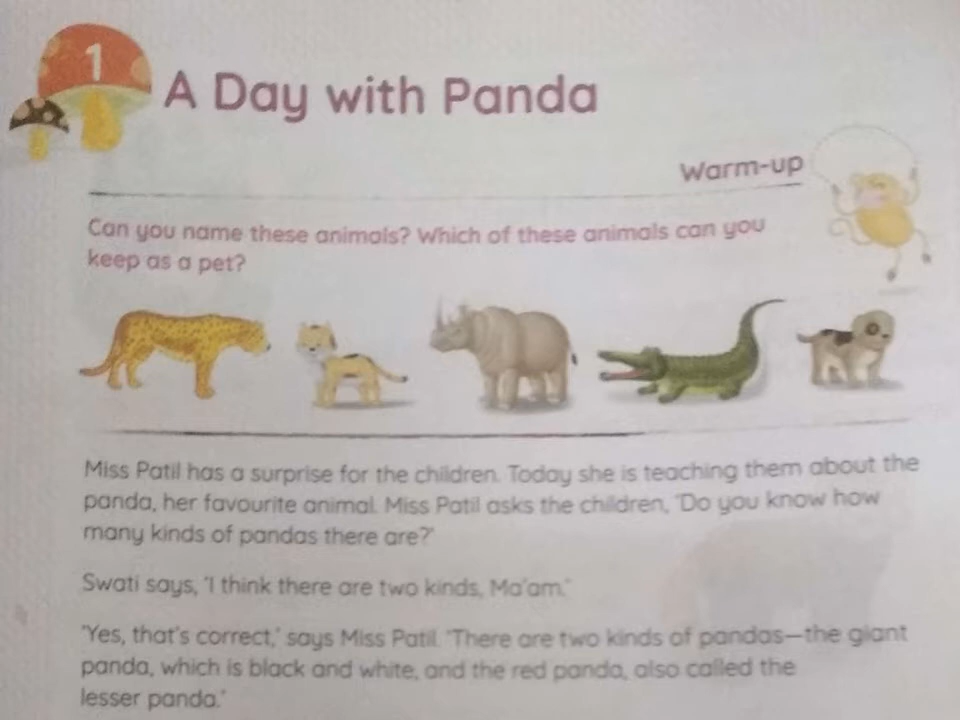 1
A Day with Panda
Warm-up
Can you name these animals? Which of these animals can you
keep as a pet?
Miss Patil has a surprise for the children. Today she is teaching them about the
panda, her favourite animal. Miss Patil asks the children, 'Do you know how
many kinds of pandas there are?'
Swati says, 'I think there are two kinds, Ma'am.'
'Yes, that's correct,' says Miss Patil. 'There are two kinds of pandas—the giant
panda, which is black and white, and the red panda, also called the
lesser panda.'